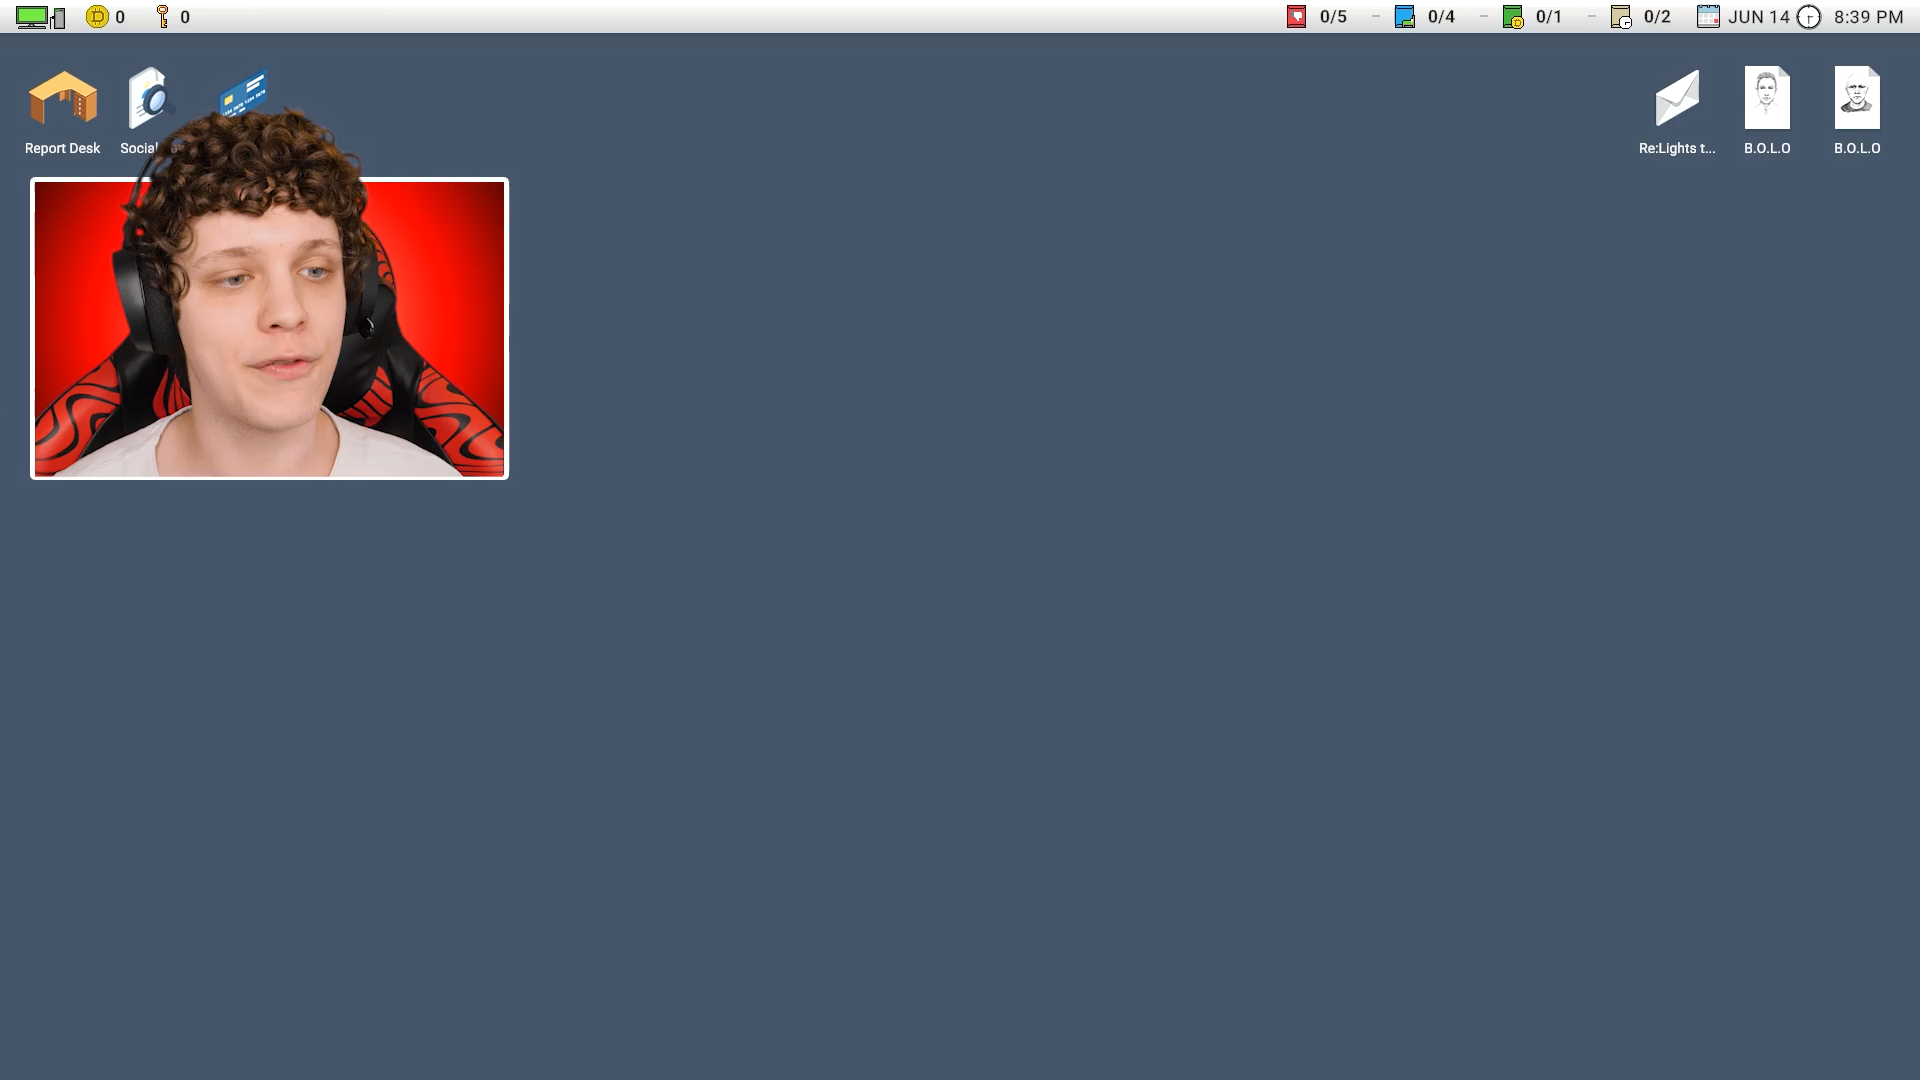 0 0 0/5 - 0/4 - 0/1 - 0/2 JUN 14 8:39 PM
Report Desk Social Re:Lights t... B.O.L.O B.O.L.O